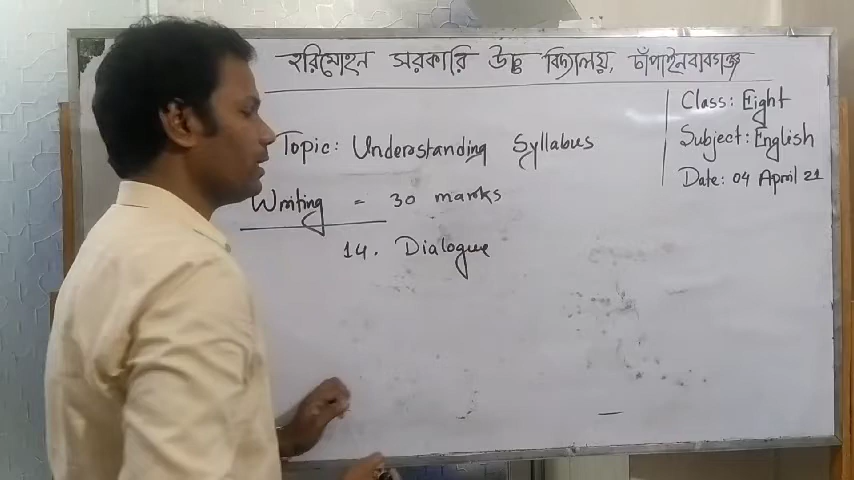 হরিমোহন সরকারি উচ্চ বিদ্যালয়, চাঁপাইনবাবগঞ্জ
Class: Eight
Subject: English
Date: 04 April 21
Topic: Understanding Syllabus
Writing = 30 marks
14. Dialogue